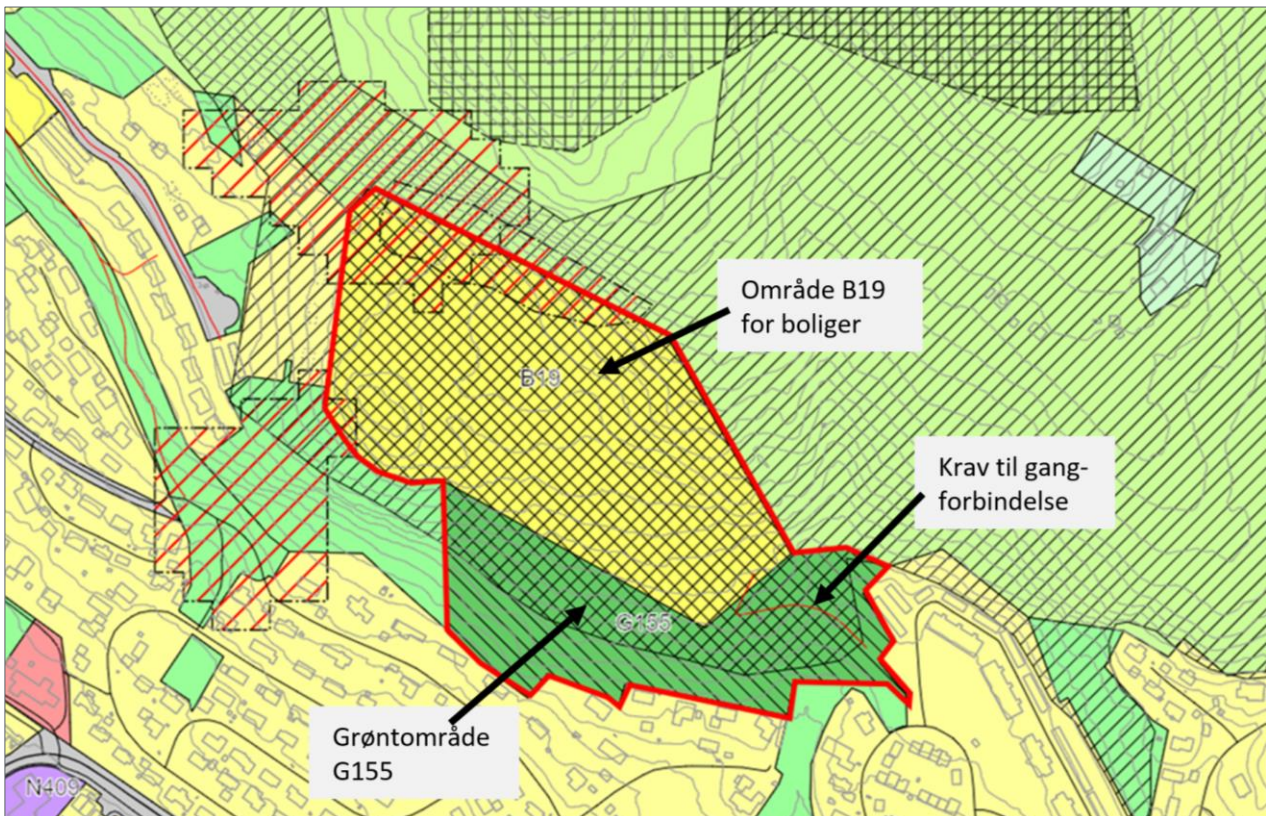 Område B19
for boliger
B19
Krav til gang-
forbindelse
G155
Grøntområde
G155
N409